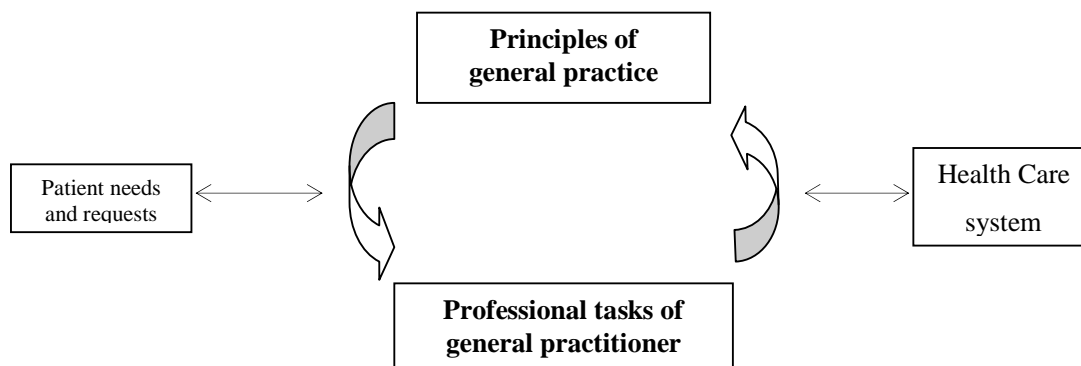 Principles of
general practice
Patient needs
and requests
Health Care
system
Professional tasks of
general practitioner